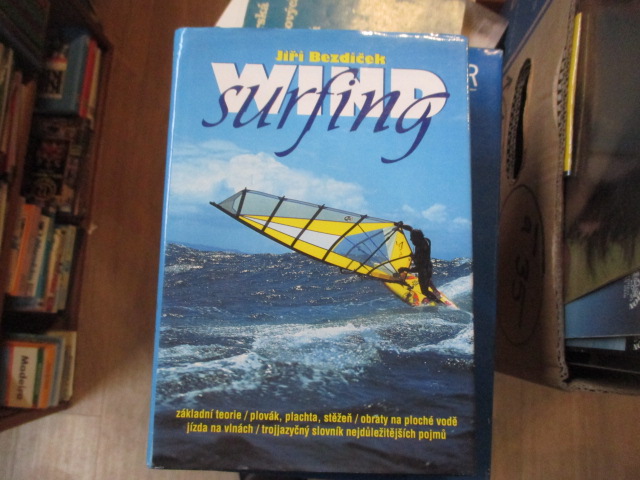 Jiří Bezdíček
WIND
surfing
základní teorie / plovák, plachta, stěžeň / obraty na ploché vodě
jízda na vlnách / trojjazyčný slovník nejdůležitějších pojmů
R